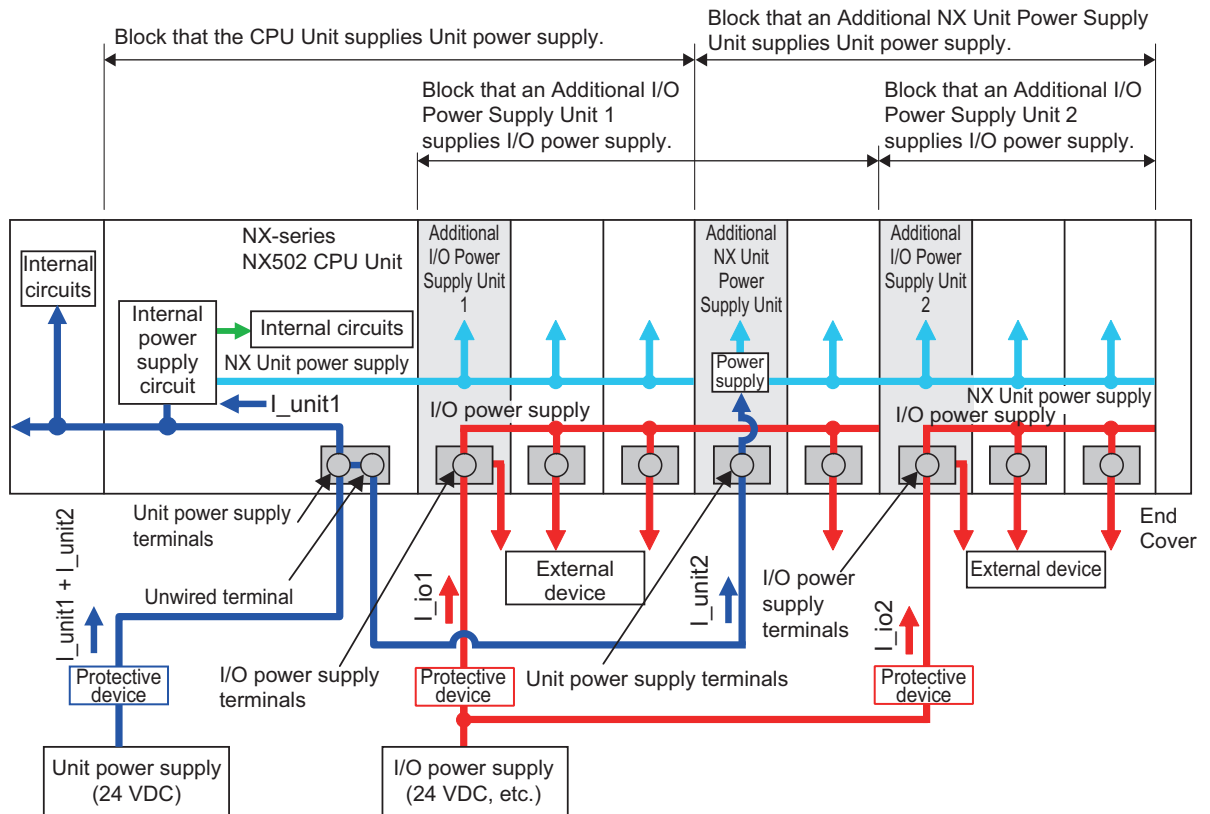 Block that the CPU Unit supplies Unit power supply.
Block that an Additional NX Unit Power Supply
Unit supplies Unit power supply.
Block that an Additional I/O
Power Supply Unit 1
supplies I/O power supply.
Block that an Additional I/O
Power Supply Unit 2
supplies I/O power supply.
Internal
circuits
NX-series
NX502 CPU Unit
Internal
power
supply
circuit
Internal circuits
NX Unit power supply
I_unit1
Additional
I/O Power
Supply Unit
1
Additional
NX Unit
Power
Supply Unit
Additional
I/O Power
Supply Unit
2
Power
supply
I/O power supply
NX Unit power supply
I/O power supply
Unit power supply
terminals
Unwired terminal
I_unit1 + I_unit2
I/O power supply
terminals
I_io1
External
device
I_unit2
Unit power supply terminals
I/O power
supply
terminals
I_io2
External device
End
Cover
Protective
device
Protective
device
Protective
device
Unit power supply
(24 VDC)
I/O power supply
(24 VDC, etc.)